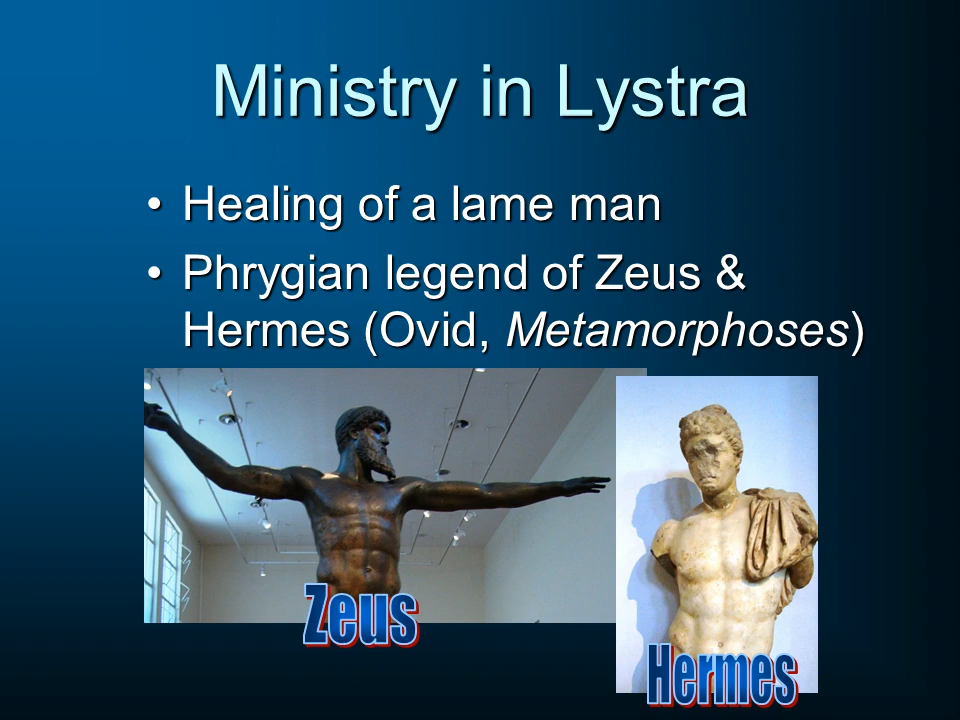 Ministry in Lystra
• Healing of a lame man
• Phrygian legend of Zeus &
Hermes (Ovid, Metamorphoses)
Zeus
Hermes